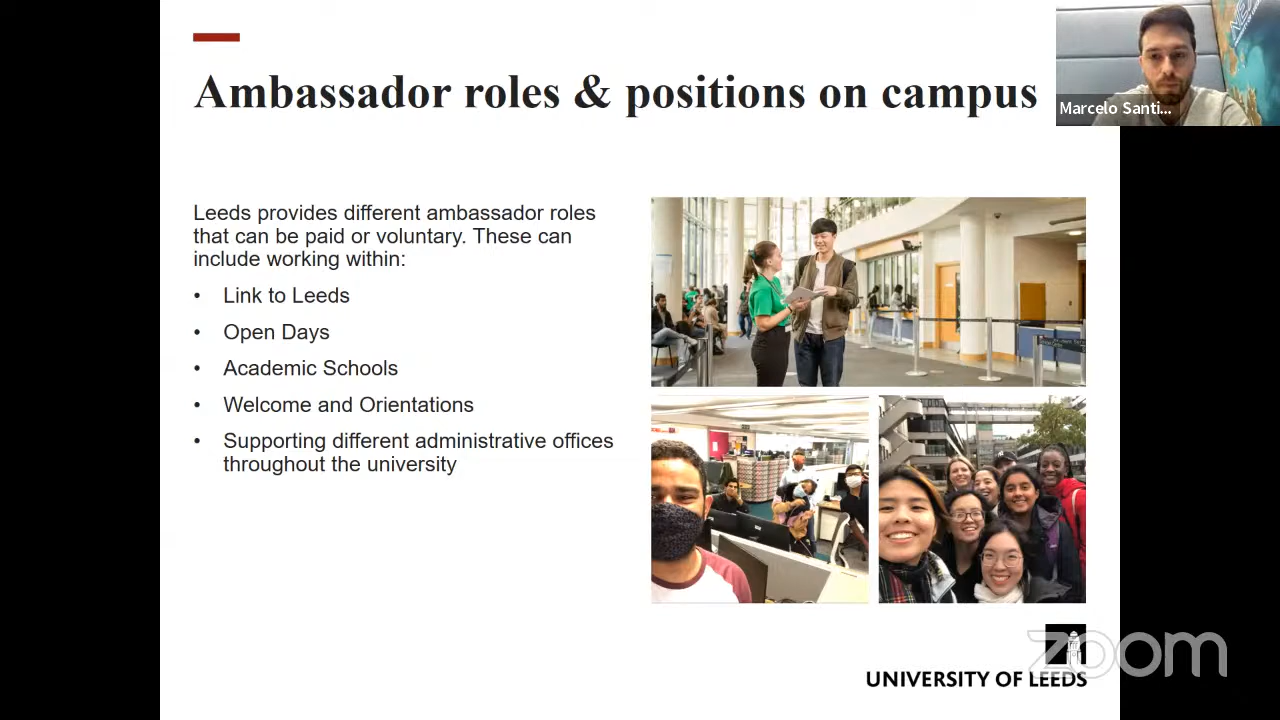 Ambassador roles & positions on campus
Marcelo Santi...
Leeds provides different ambassador roles
that can be paid or voluntary. These can
include working within:
• Link to Leeds
• Open Days
• Academic Schools
• Welcome and Orientations
• Supporting different administrative offices
throughout the university
zoom
UNIVERSITY OF LEEDS